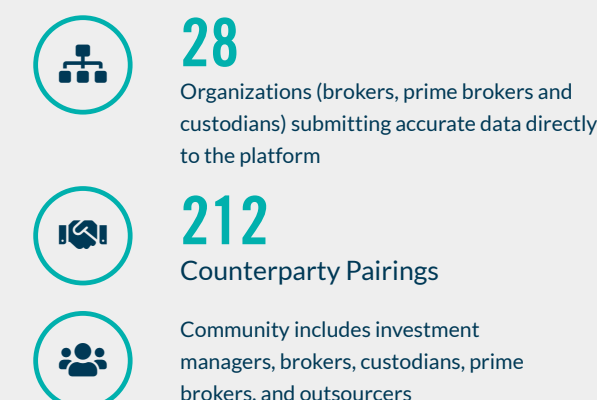 28
Organizations (brokers, prime brokers and
custodians) submitting accurate data directly
to the platform
212
Counterparty Pairings
Community includes investment
managers, brokers, custodians, prime
brokers, and outsourcers